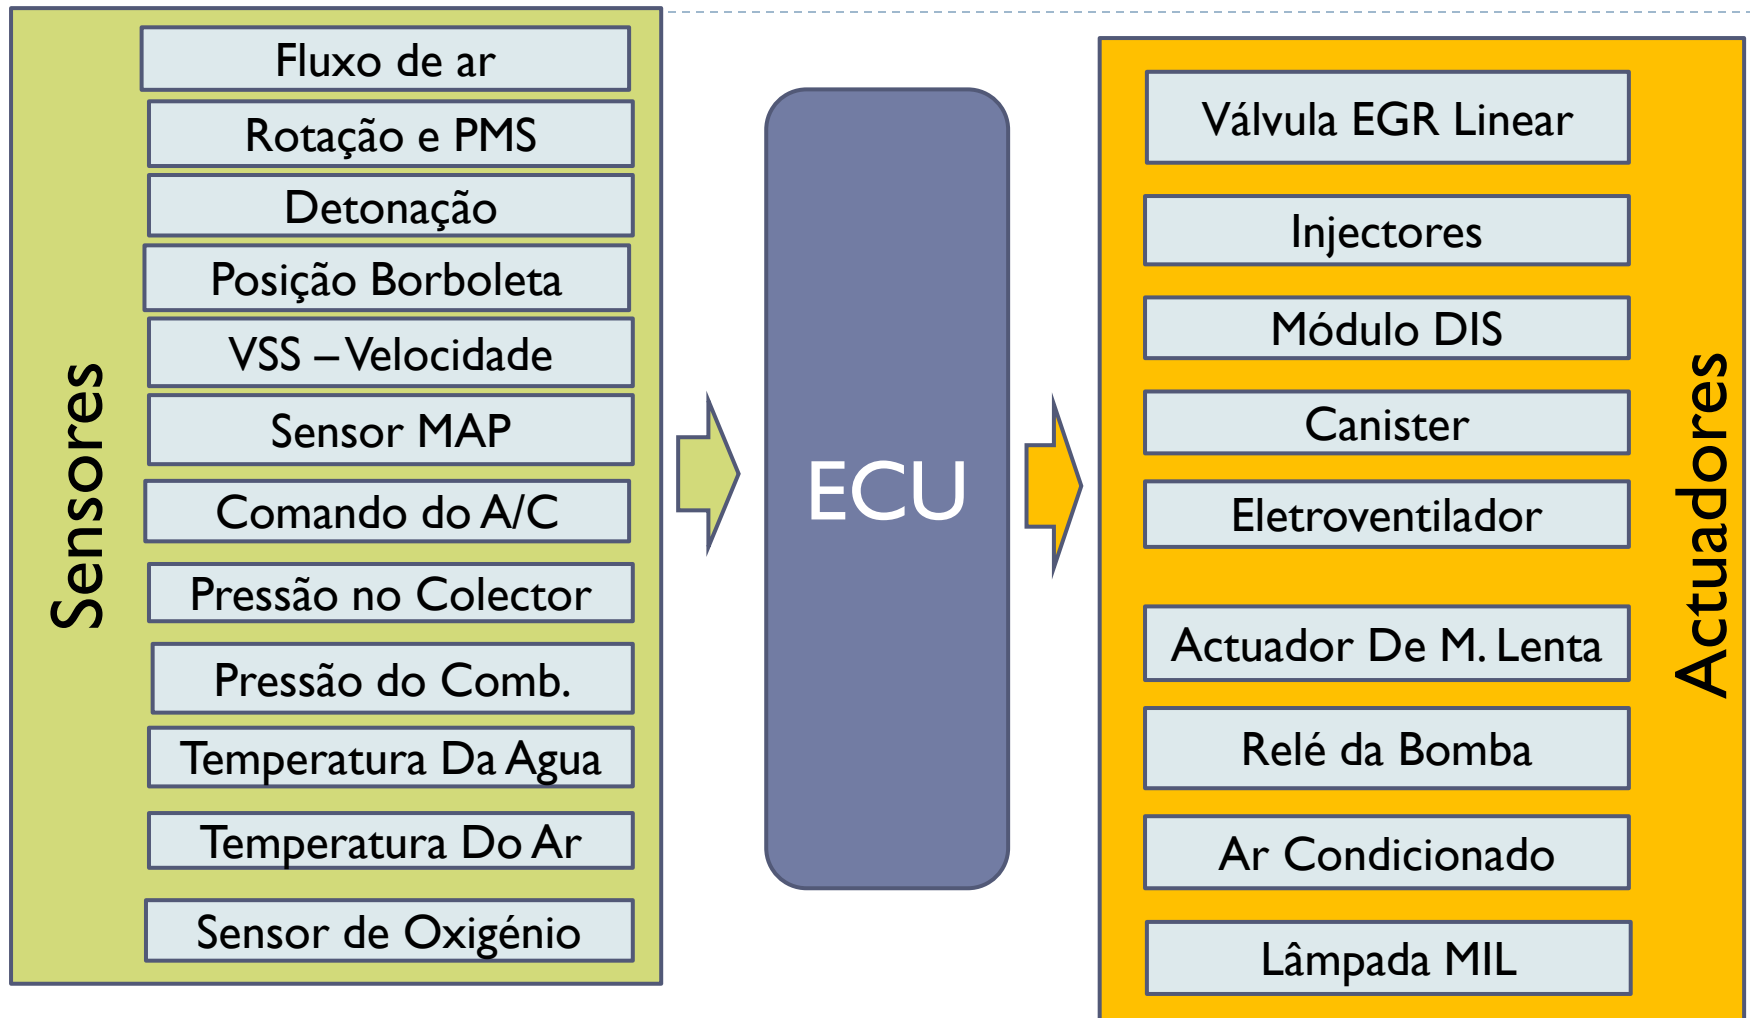 Sensores
Fluxo de ar
Rotação e PMS
Detonação
Posição Borboleta
VSS – Velocidade
Sensor MAP
Comando do A/C
Pressão no Colector
Pressão do Comb.
Temperatura Da Agua
Temperatura Do Ar
Sensor de Oxigénio
ECU
Válvula EGR Linear
Injectores
Módulo DIS
Canister
Eletroventilador
Actuador De M. Lenta
Relé da Bomba
Ar Condicionado
Lâmpada MIL
Actuadores